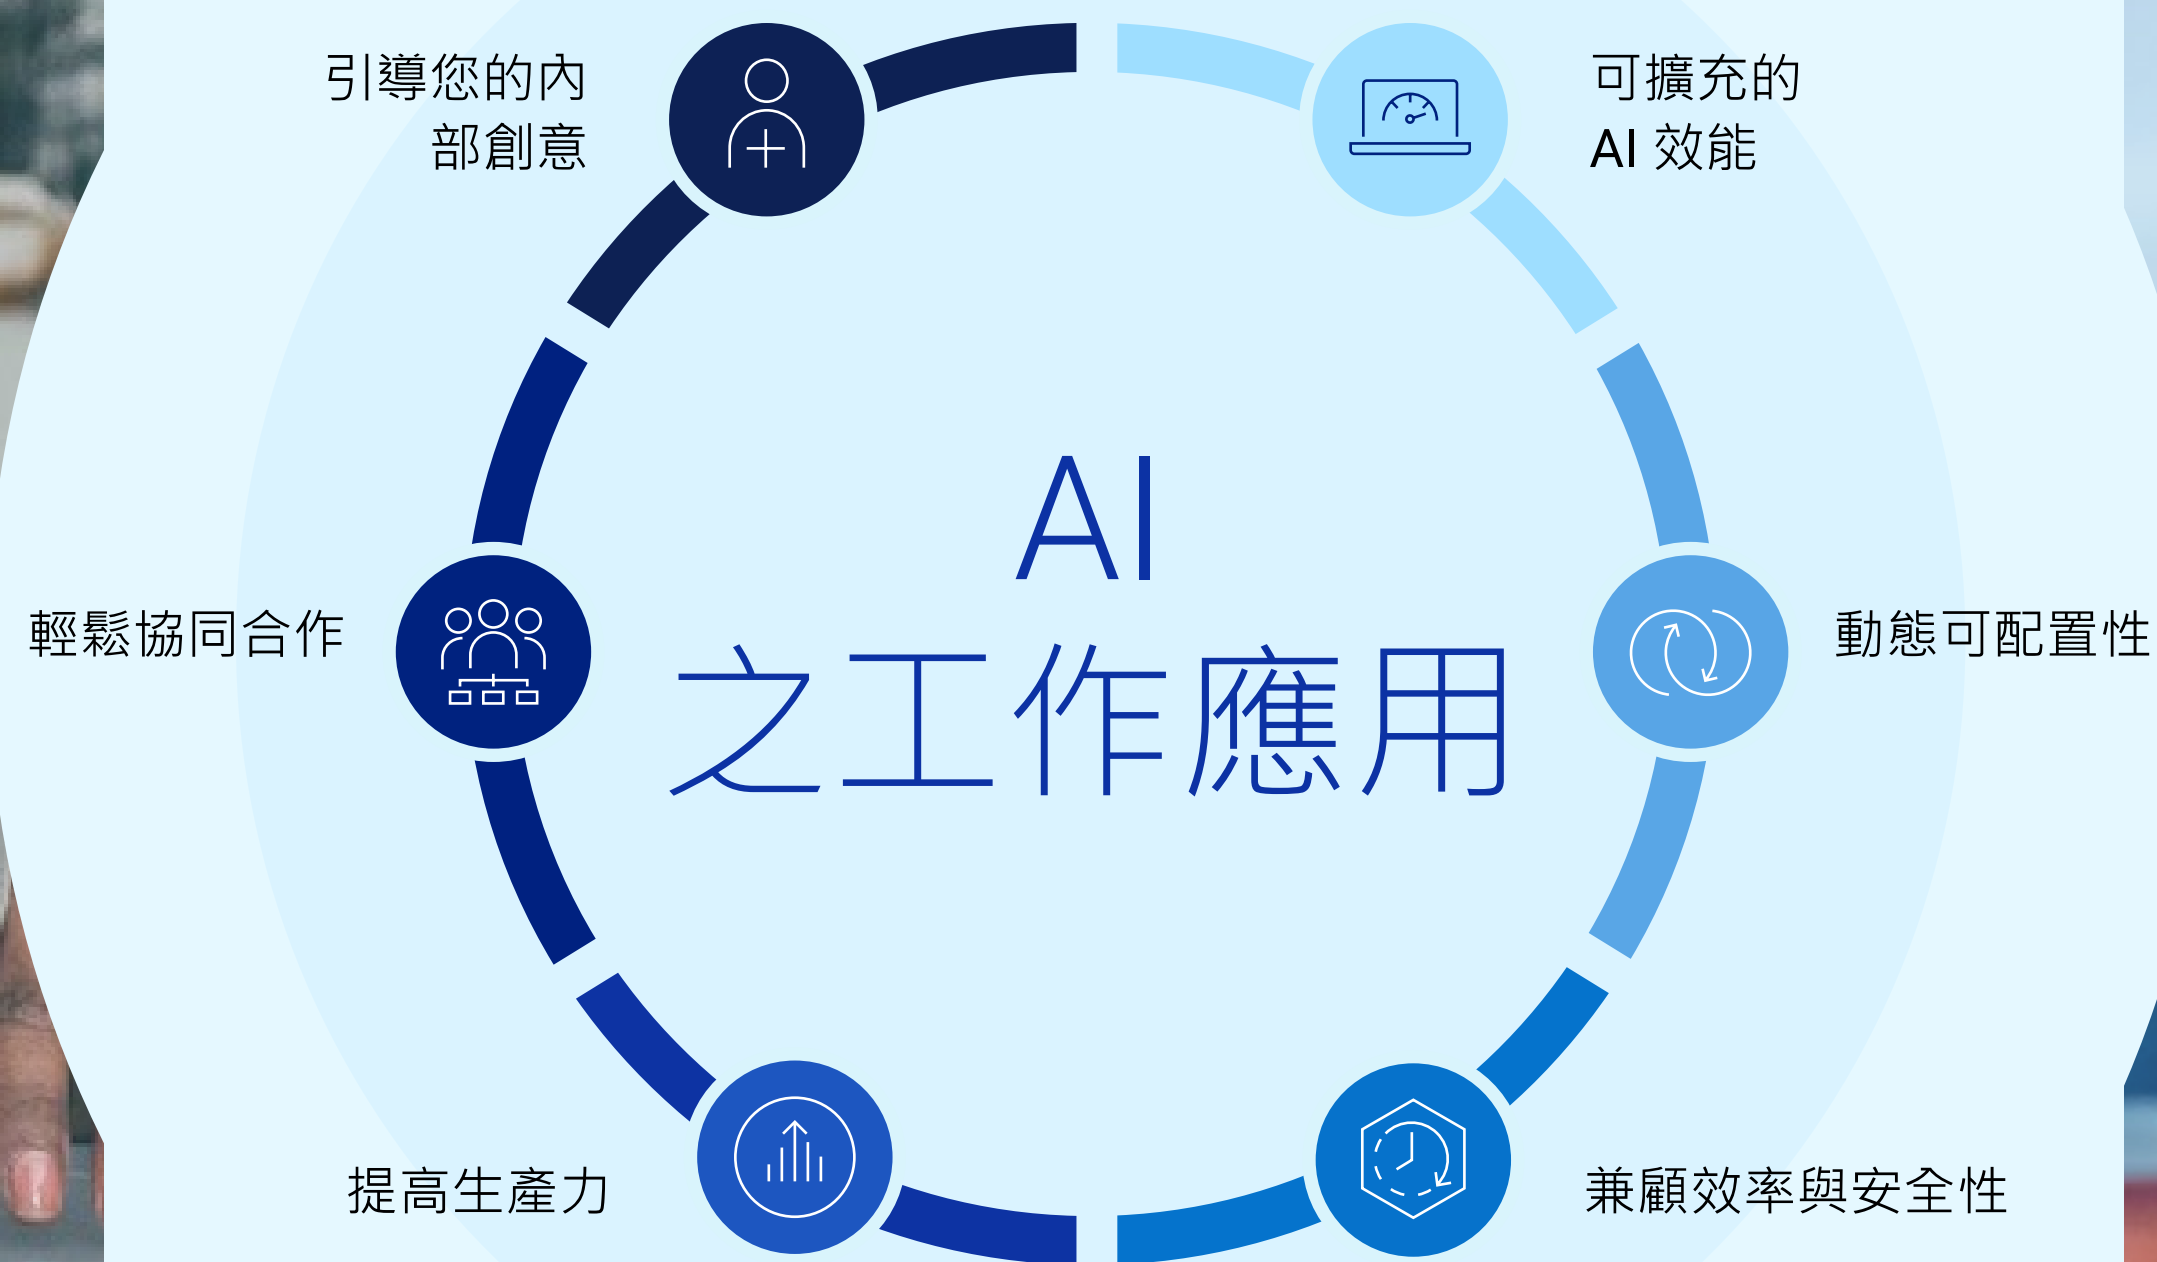 引導您的內
部創意
可擴充的
AI 效能
AI
之工作應用
輕鬆協同合作
動態可配置性
提高生產力
兼顧效率與安全性